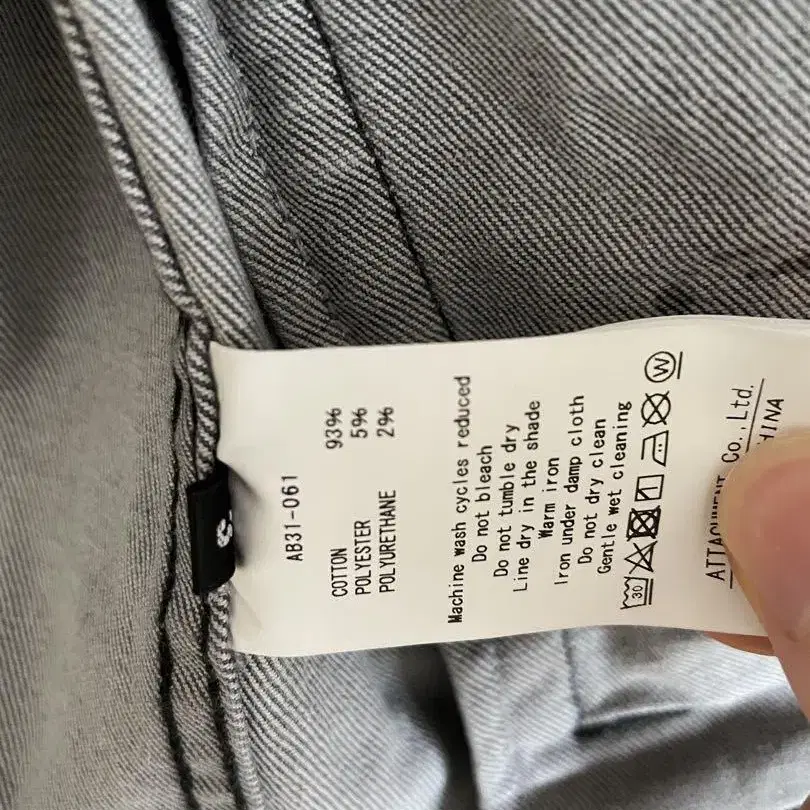 3
AB31-061
COTTON 93%
POLYESTER 5%
POLYURETHANE 2%
Machine wash cycles reduced
Do not bleach
Do not tumble dry
Line dry in the shade
Warm iron
Iron under damp cloth
Do not dry clean
Gentle wet cleaning
30 W
Co.,Ltd.